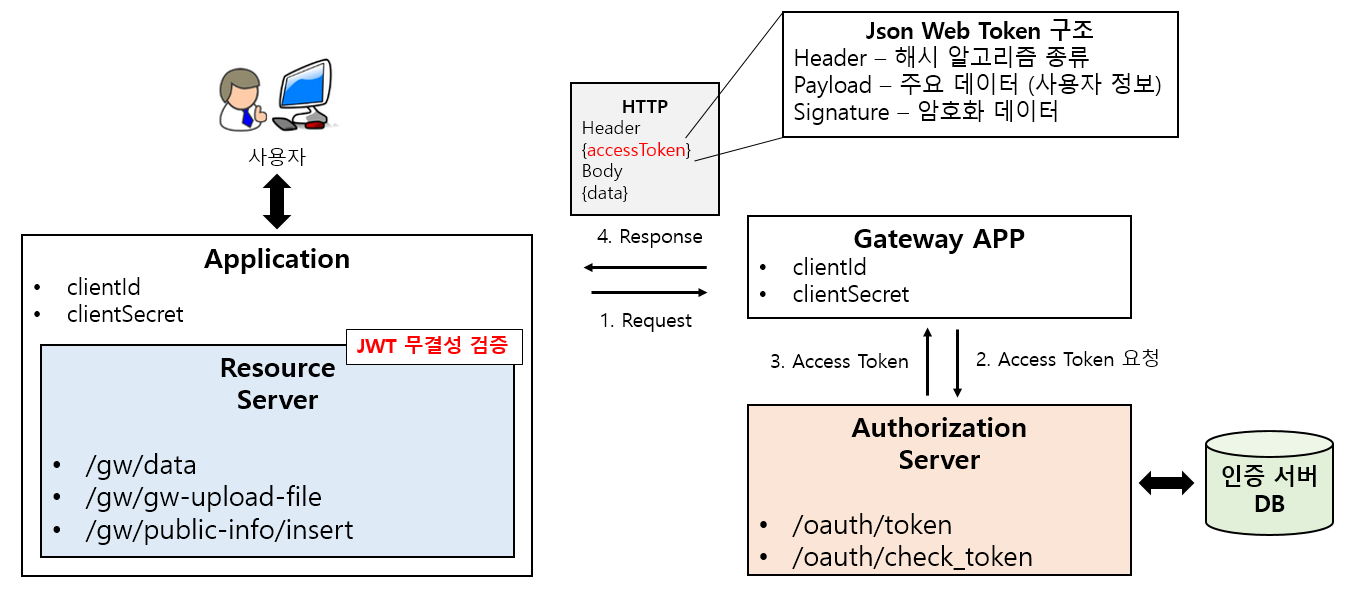 Json Web Token 구조
Header – 해시 알고리즘 종류
Payload – 주요 데이터 (사용자 정보)
Signature – 암호화 데이터
HTTP
Header
{accessToken}
Body
{data}
사용자
4. Response
1. Request
Application
• clientId
• clientSecret
JWT 무결성 검증
Resource
Server
• /gw/data
• /gw/gw-upload-file
• /gw/public-info/insert
Gateway APP
• clientId
• clientSecret
3. Access Token
2. Access Token 요청
Authorization
Server
• /oauth/token
• /oauth/check_token
인증 서버
DB